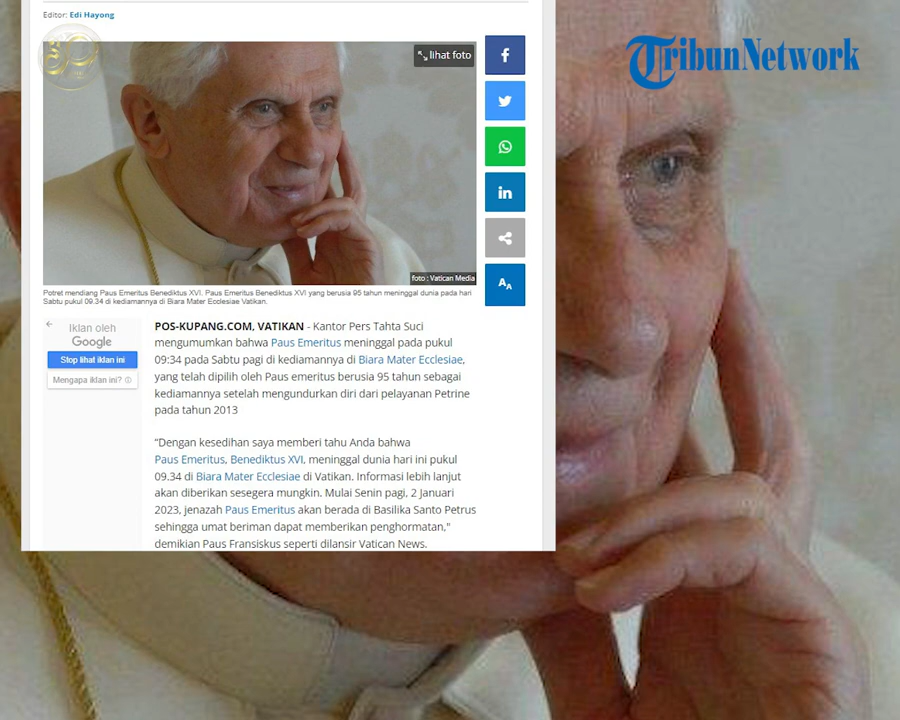 Editor: Edi Hayong
TribunNetwork
lihat foto
foto : Vatican Media
Potret mendiang Paus Emeritus Benediktus XVI. Paus Emeritus Benediktus XVI yang berusia 95 tahun meninggal dunia pada hari
Sabtu pukul 09.34 di kediamannya di Biara Mater Ecclesiae Vatikan.
Iklan oleh
Google
Stop lihat iklan ini
Mengapa iklan ini?
POS-KUPANG.COM, VATIKAN - Kantor Pers Tahta Suci
mengumumkan bahwa Paus Emeritus meninggal pada pukul
09:34 pada Sabtu pagi di kediamannya di Biara Mater Ecclesiae,
yang telah dipilih oleh Paus emeritus berusia 95 tahun sebagai
kediamannya setelah mengundurkan diri dari pelayanan Petrine
pada tahun 2013
"Dengan kesedihan saya memberi tahu Anda bahwa
Paus Emeritus, Benediktus XVI, meninggal dunia hari ini pukul
09.34 di Biara Mater Ecclesiae di Vatikan. Informasi lebih lanjut
akan diberikan sesegera mungkin. Mulai Senin pagi, 2 Januari
2023, jenazah Paus Emeritus akan berada di Basilika Santo Petrus
sehingga umat beriman dapat memberikan penghormatan,"
demikian Paus Fransiskus seperti dilansir Vatican News.